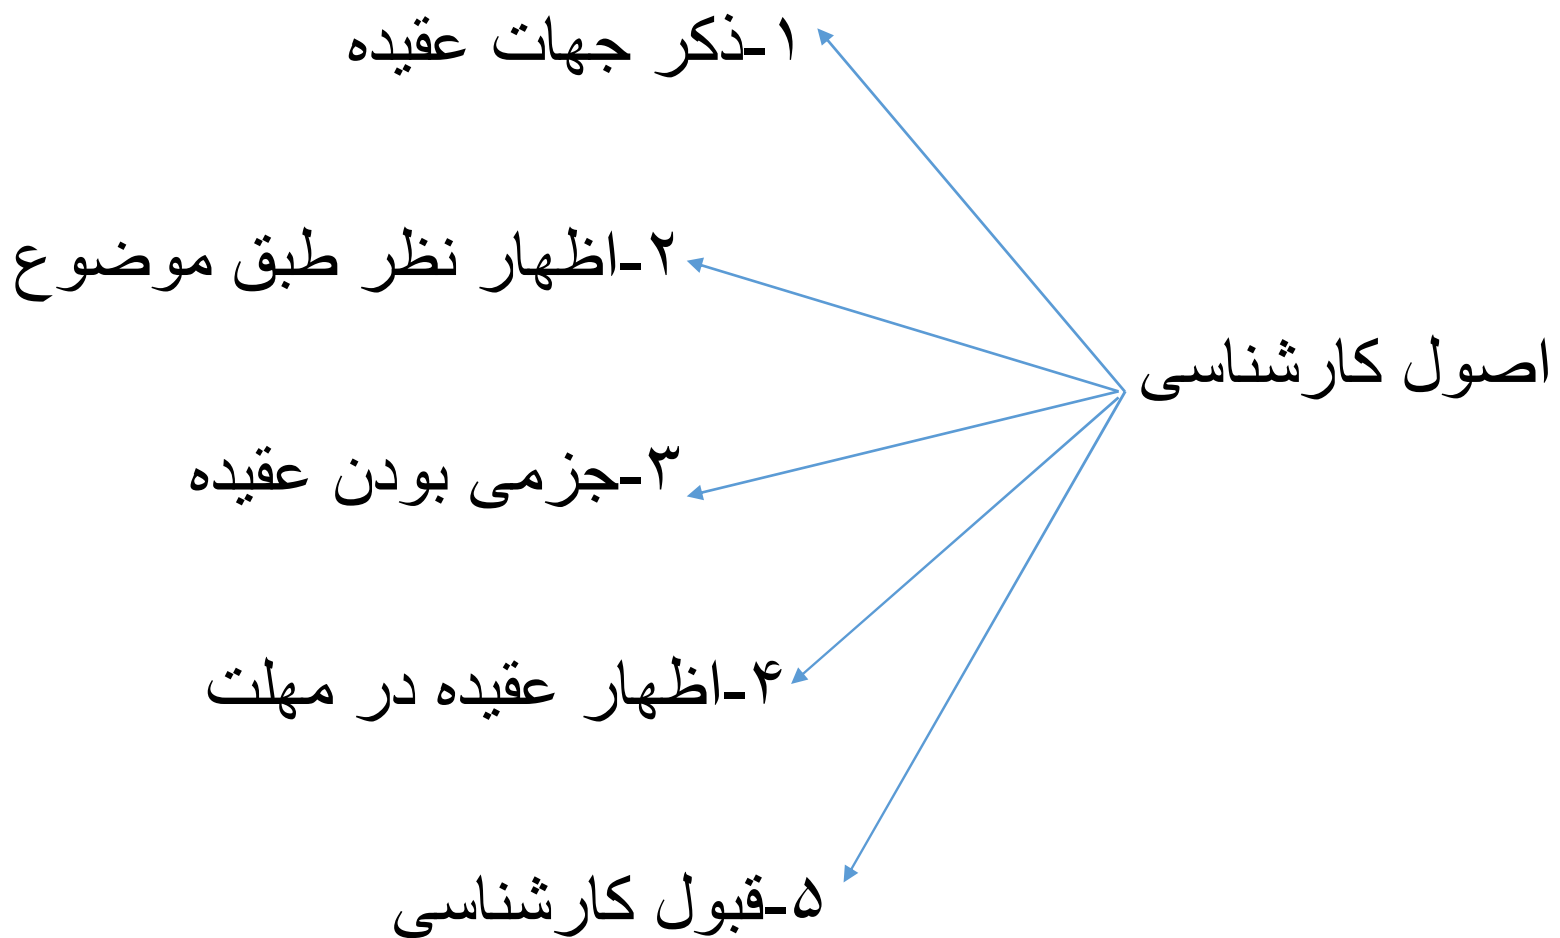 اصول کارشناسی
۱-ذکر جهات عقیده
۲-اظهار نظر طبق موضوع
۳-جزمی بودن عقیده
۴-اظهار عقیده در مهلت
۵-قبول کارشناسی